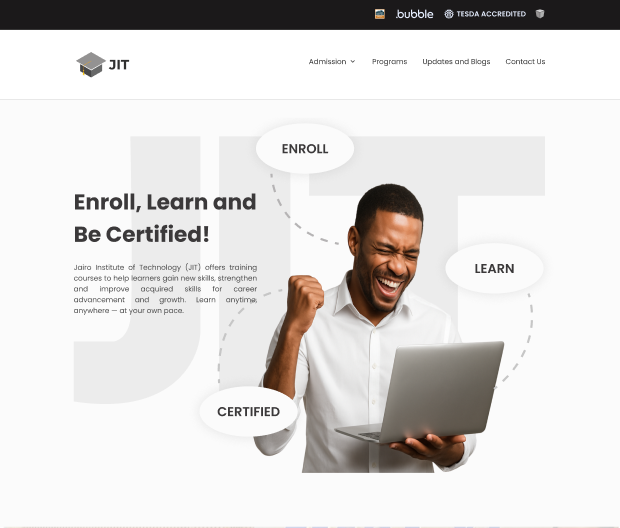 .bubble
TESDA ACCREDITED
JIT
Admission
Programs
Updates and Blogs
Contact Us
JIT
ENROLL
Enroll, Learn and
Be Certified!
LEARN
Jairo Institute of Technology (JIT) offers training
courses to help learners gain new skills, strengthen
and improve acquired skills for career
advancement and growth. Learn anytime,
anywhere — at your own pace.
CERTIFIED